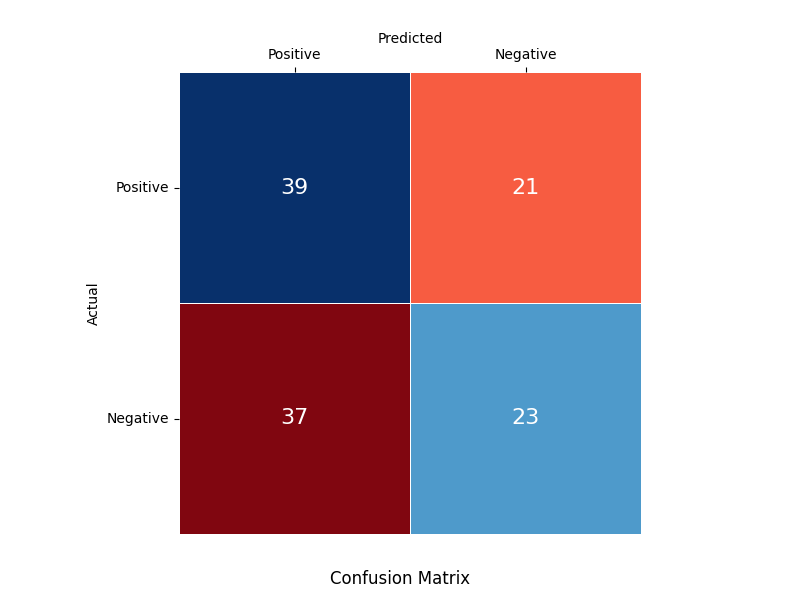 Predicted
Positive Negative
Positive 39 21
Actual
Negative 37 23
Confusion Matrix